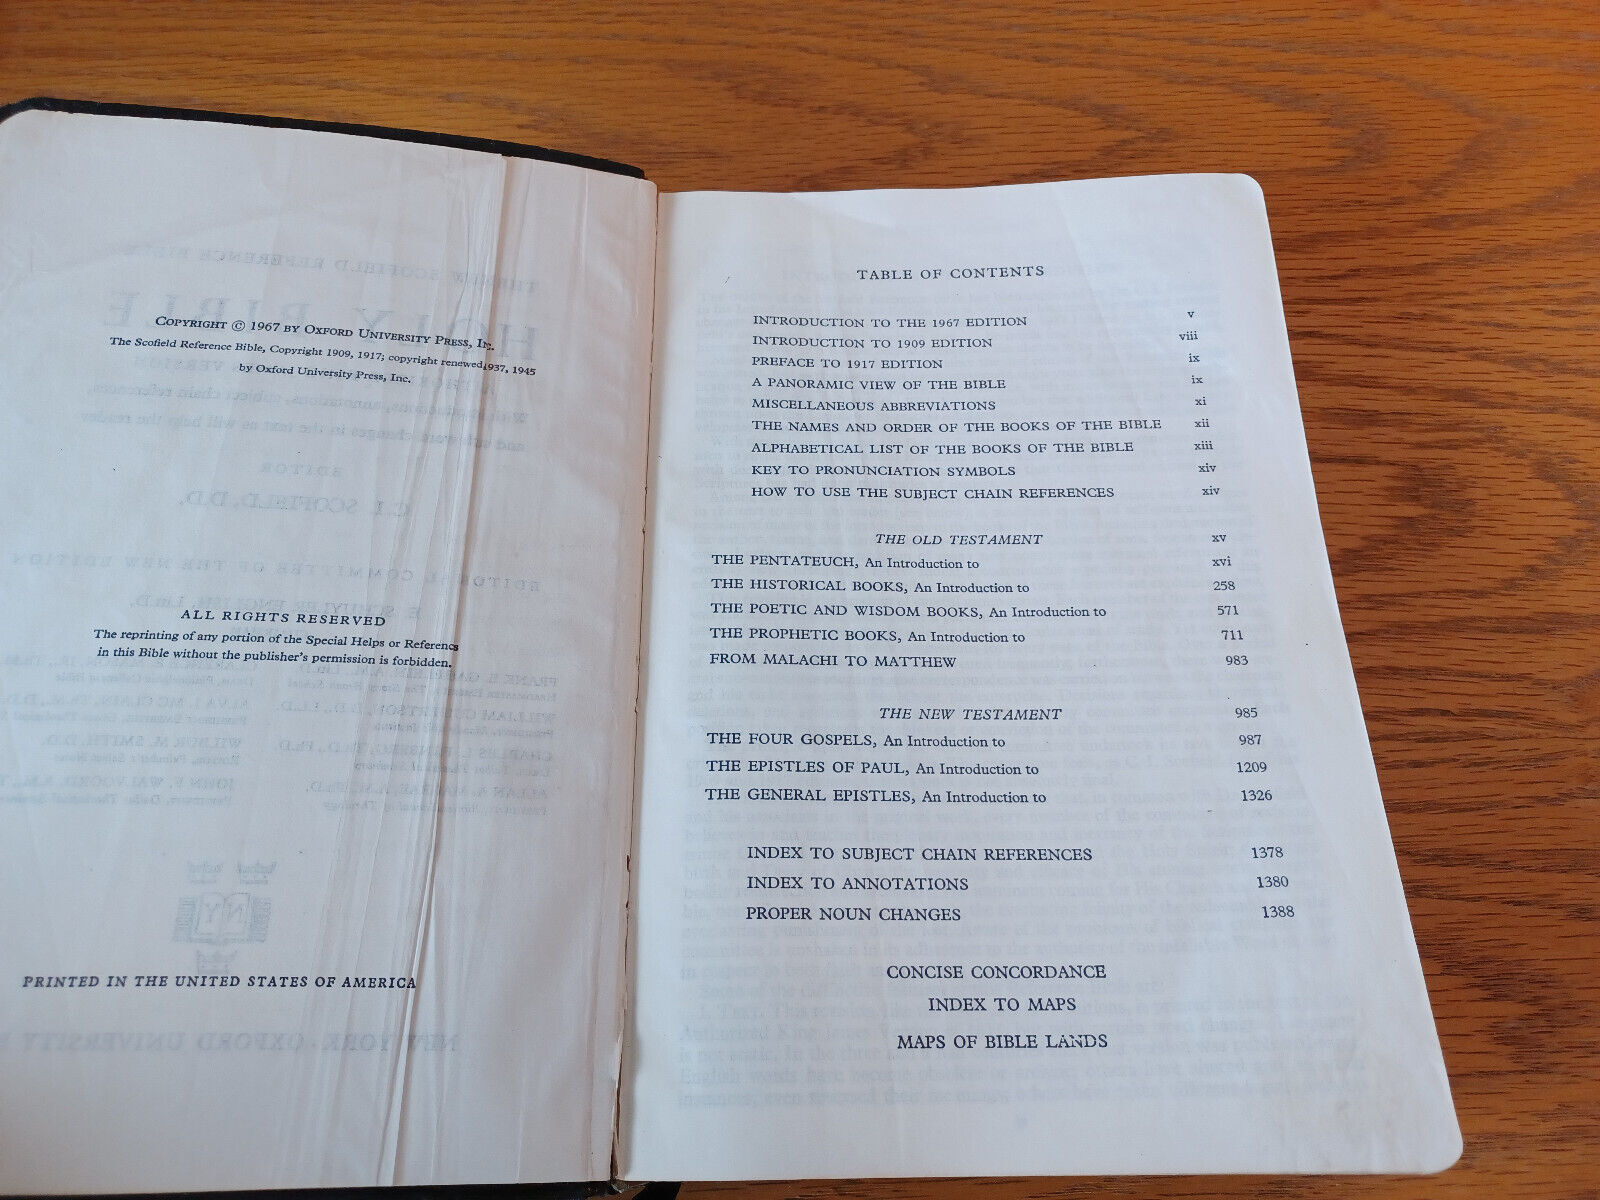 COPYRIGHT © 1967 BY OXFORD UNIVERSITY PRESS, INC.
The Scofield Reference Bible, Copyright 1909, 1917; copyright renewed, 1937, 1945
by Oxford University Press, Inc.
ALL RIGHTS RESERVED
The reprinting of any portion of the Special Helps or References
in this Bible without the publisher's permission is forbidden.
PRINTED IN THE UNITED STATES OF AMERICA
TABLE OF CONTENTS
INTRODUCTION TO THE 1967 EDITION v
INTRODUCTION TO 1909 EDITION viii
PREFACE TO 1917 EDITION ix
A PANORAMIC VIEW OF THE BIBLE ix
MISCELLANEOUS ABBREVIATIONS xi
THE NAMES AND ORDER OF THE BOOKS OF THE BIBLE xii
ALPHABETICAL LIST OF THE BOOKS OF THE BIBLE xiii
KEY TO PRONUNCIATION SYMBOLS xiv
HOW TO USE THE SUBJECT CHAIN REFERENCES xiv
THE OLD TESTAMENT xv
THE PENTATEUCH, An Introduction to xvi
THE HISTORICAL BOOKS, An Introduction to 258
THE POETIC AND WISDOM BOOKS, An Introduction to 571
THE PROPHETIC BOOKS, An Introduction to 711
FROM MALACHI TO MATTHEW 983
THE NEW TESTAMENT 985
THE FOUR GOSPELS, An Introduction to 987
THE EPISTLES OF PAUL, An Introduction to 1209
THE GENERAL EPISTLES, An Introduction to 1326
INDEX TO SUBJECT CHAIN REFERENCES 1378
INDEX TO ANNOTATIONS 1380
PROPER NOUN CHANGES 1388
CONCISE CONCORDANCE
INDEX TO MAPS
MAPS OF BIBLE LANDS